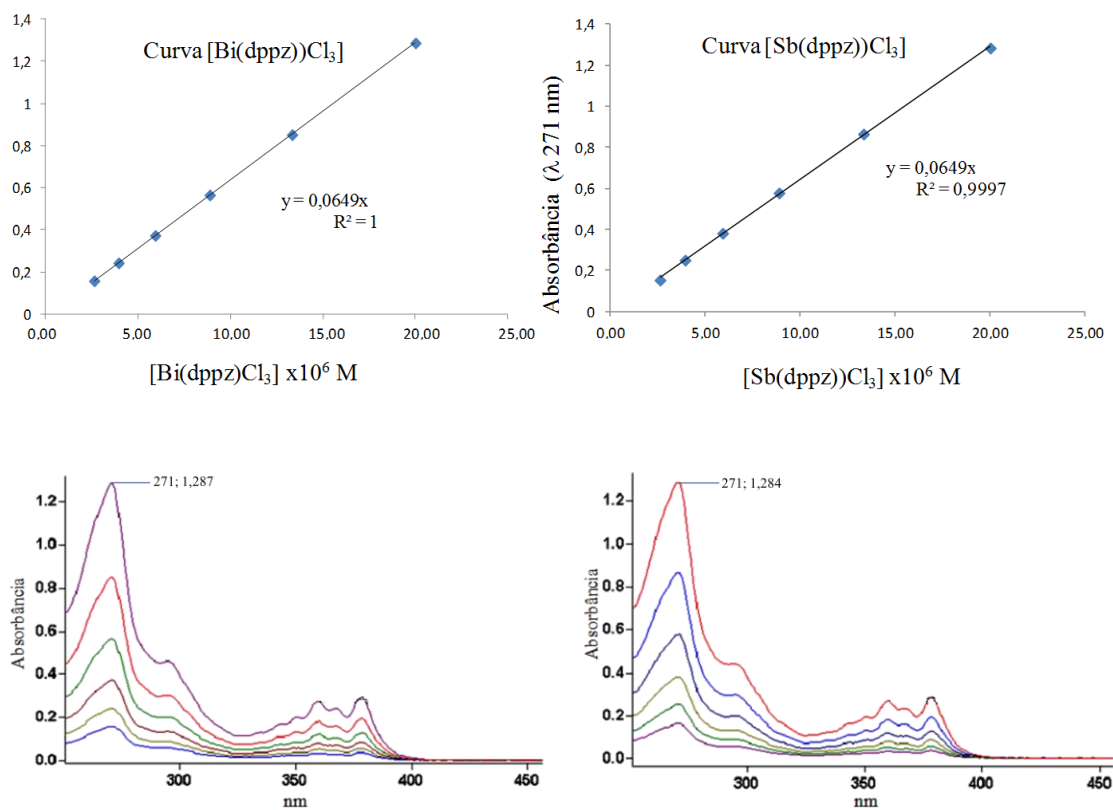 1,4
1,2
1
0,8
0,6
0,4
0,2
0
Curva [Bi(dppz))Cl₃]
y = 0,0649x
R² = 1
0,00 5,00 10,00 15,00 20,00 25,00
[Bi(dppz)Cl₃] x10⁶ M
Absorbância (λ 271 nm)
1,4
1,2
1
0,8
0,6
0,4
0,2
0
Curva [Sb(dppz))Cl₃]
y = 0,0649x
R² = 0,9997
0,00 5,00 10,00 15,00 20,00 25,00
[Sb(dppz))Cl₃] x10⁶ M
Absorbância
1.2
1.0
0.8
0.6
0.4
0.2
0.0
271; 1,287
300 350 400 450
nm
Absorbância
1.2
1.0
0.8
0.6
0.4
0.2
0.0
271; 1,284
300 350 400 450
nm